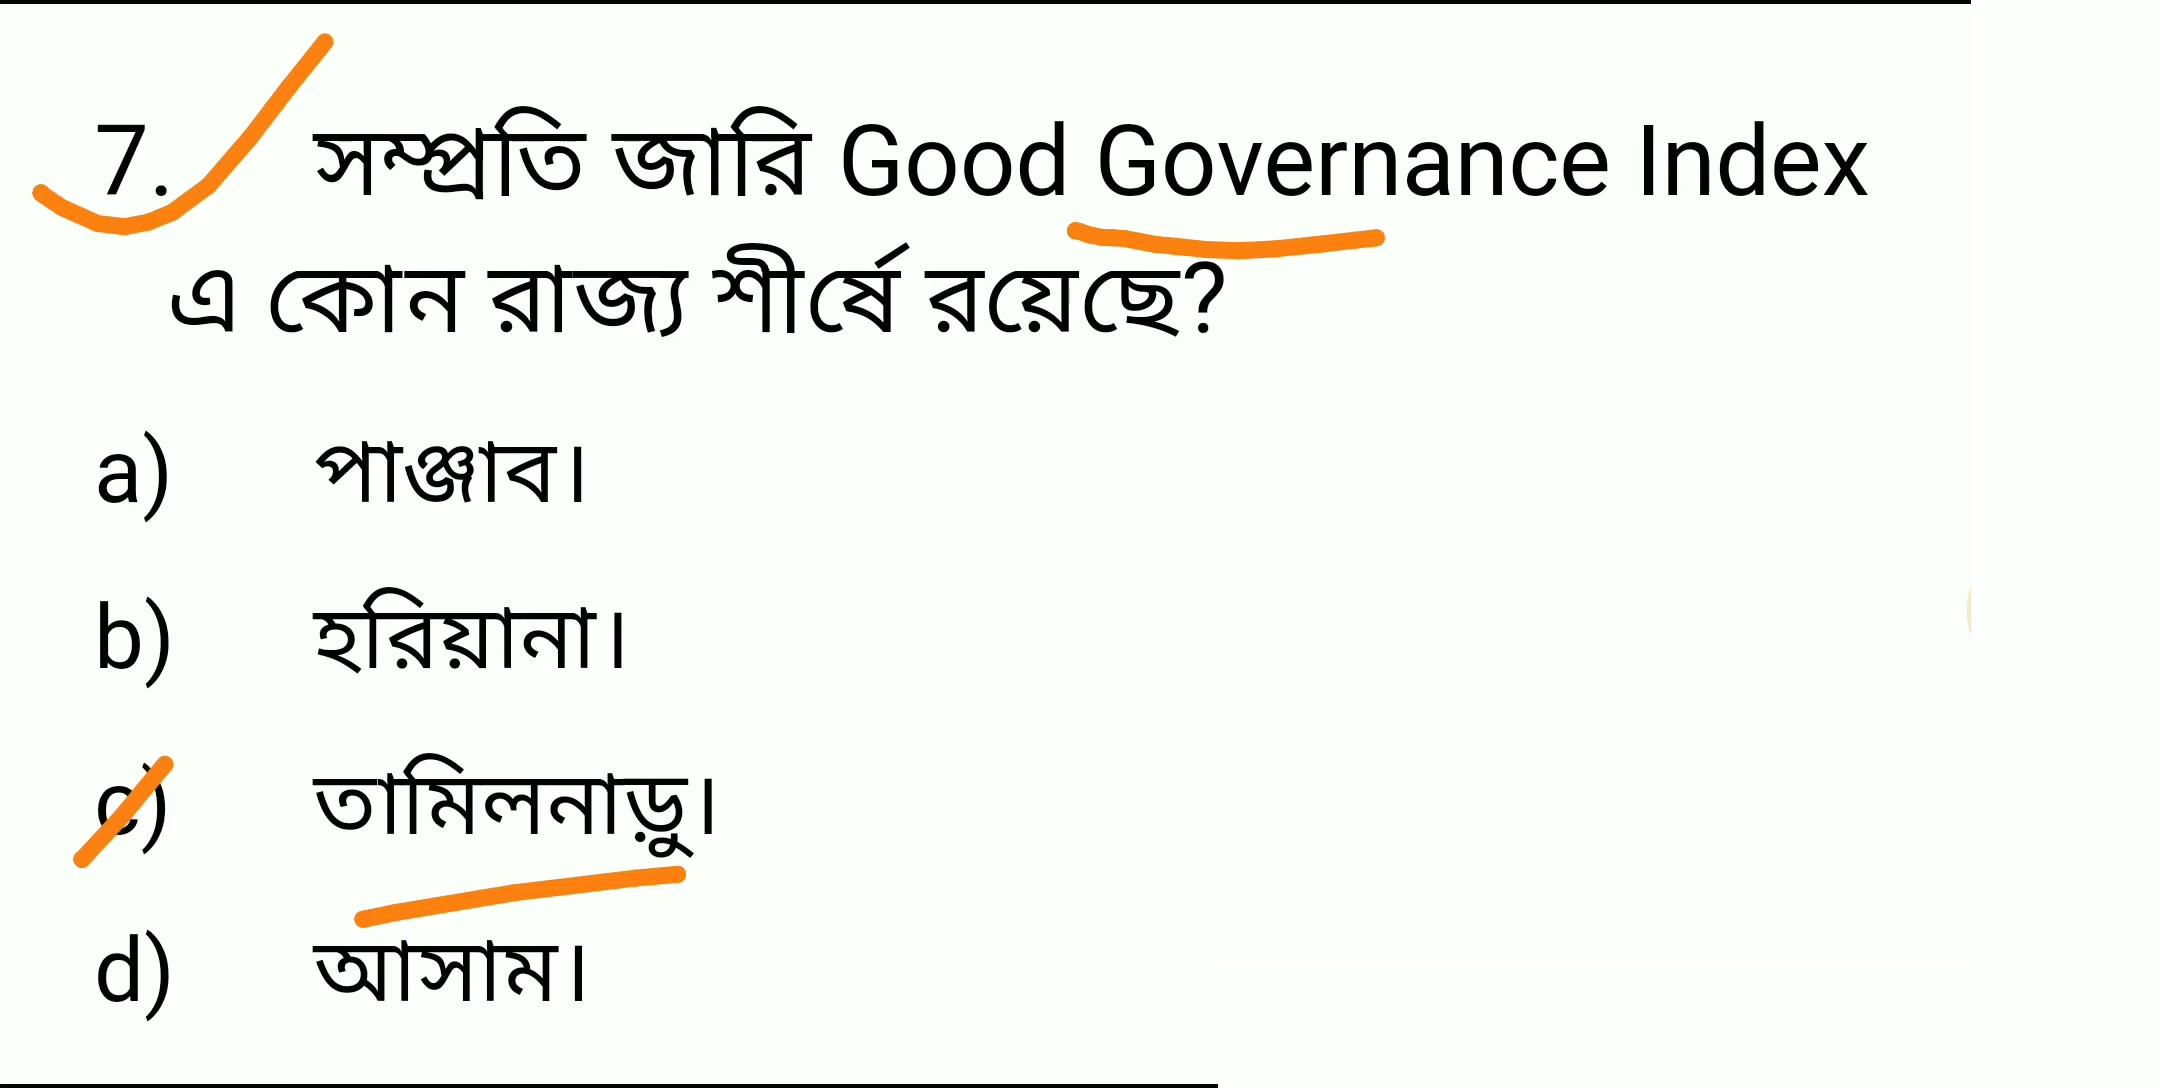 7. সম্প্রতি জারি Good Governance Index
এ কোন রাজ্য শীর্ষে রয়েছে?
a) পাঞ্জাব।
b) হরিয়ানা।
c) তামিলনাড়ু।
d) আসাম।